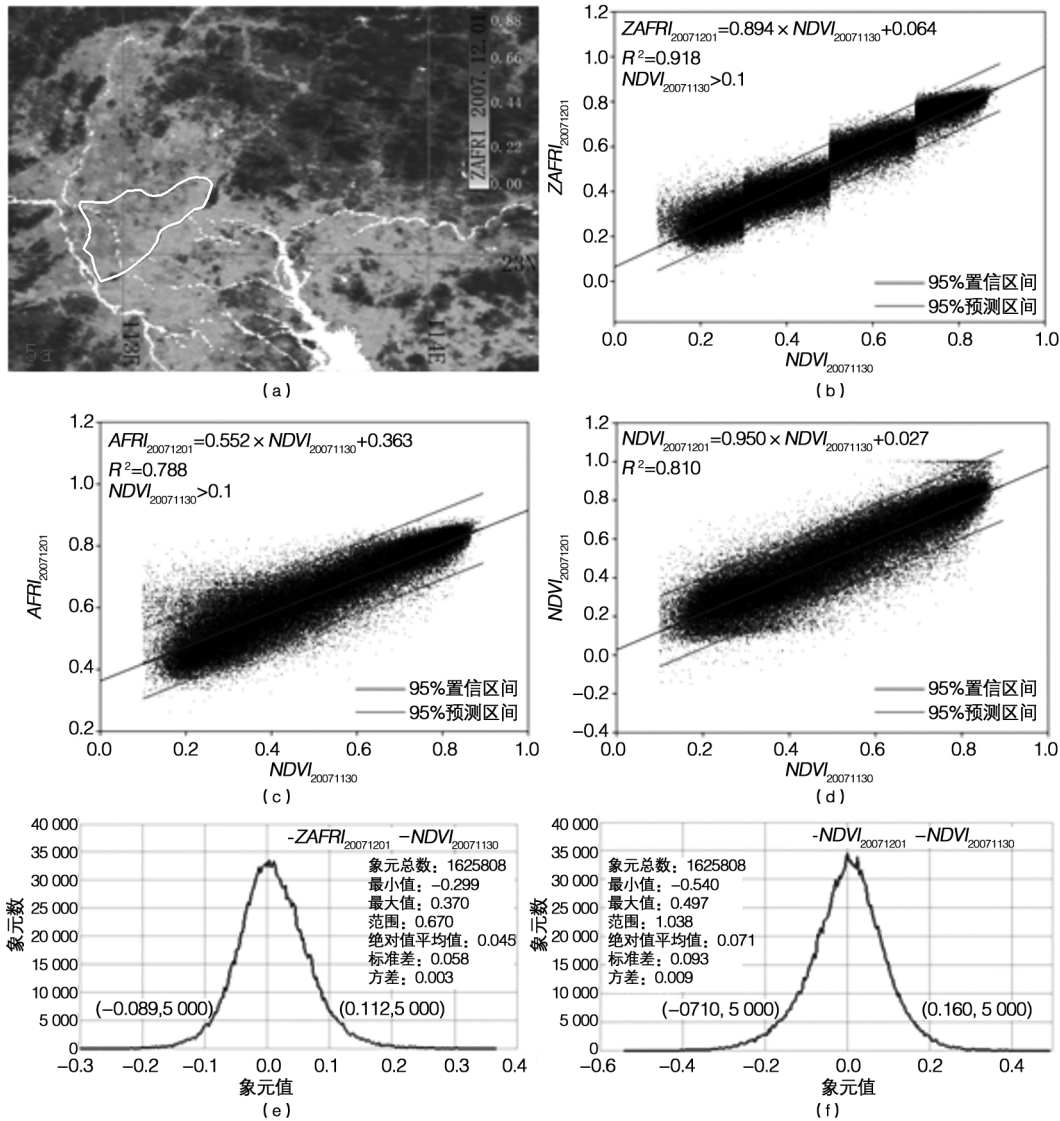 ZAFRI 2007.12.01
0.88
0.66
0.44
0.22
0.00
23N
113E
114E
5a
(a)
ZAFRI20071201=0.894×NDVI20071130+0.064
R²=0.918
NDVI20071130>0.1
1.2
1.0
0.8
0.6
0.4
0.2
0.0
ZAFRI20071201
95%置信区间
95%预测区间
0.0 0.2 0.4 0.6 0.8 1.0
NDVI20071130
(b)
AFRI20071201=0.552×NDVI20071130+0.363
R²=0.788
NDVI20071130>0.1
1.2
1.0
0.8
0.6
0.4
0.2
AFRI20071201
95%置信区间
95%预测区间
0.0 0.2 0.4 0.6 0.8 1.0
NDVI20071130
(c)
NDVI20071201=0.950×NDVI20071130+0.027
R²=0.810
1.2
1.0
0.8
0.6
0.4
0.2
0.0
−0.2
−0.4
NDVI20071201
95%置信区间
95%预测区间
0.0 0.2 0.4 0.6 0.8 1.0
NDVI20071130
(d)
40 000
35 000
30 000
25 000
20 000
15 000
10 000
5 000
0
象元数
-ZAFRI20071201 −NDVI20071130
象元总数：1625808
最小值：−0.299
最大值：0.370
范围：0.670
绝对值平均值：0.045
标准差：0.058
方差：0.003
(−0.089,5 000)
(0.112,5 000)
−0.3 −0.2 −0.1 0.0 0.1 0.2 0.3 0.4
象元值
(e)
40 000
35 000
30 000
25 000
20 000
15 000
10 000
5 000
0
象元数
-NDVI20071201 −NDVI20071130
象元总数：1625808
最小值：−0.540
最大值：0.497
范围：1.038
绝对值平均值：0.071
标准差：0.093
方差：0.009
(−0710, 5 000)
(0.160, 5 000)
−0.6 −0.4 −0.2 0.0 0.2 0.4
象元值
(f)